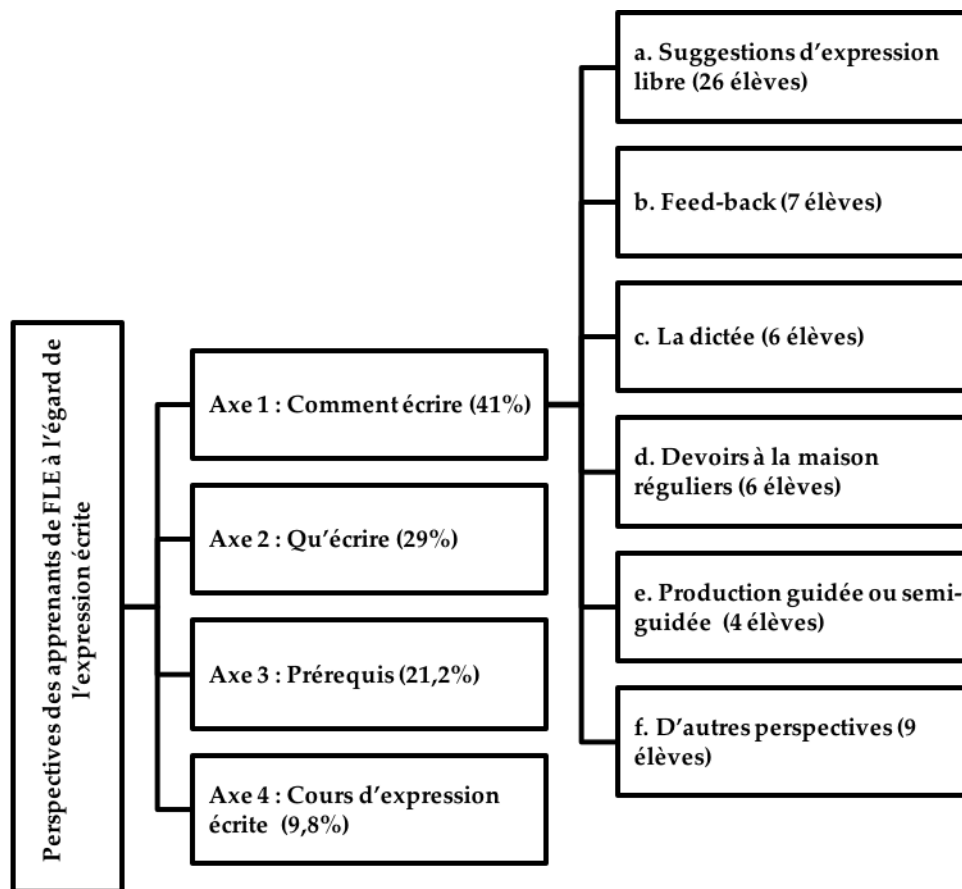 Perspectives des apprenants de FLE à l'égard de
l'expression écrite
Axe 1 : Comment écrire (41%)
Axe 2 : Qu'écrire (29%)
Axe 3 : Prérequis (21,2%)
Axe 4 : Cours d'expression
écrite (9,8%)
a. Suggestions d'expression
libre (26 élèves)
b. Feed-back (7 élèves)
c. La dictée (6 élèves)
d. Devoirs à la maison
réguliers (6 élèves)
e. Production guidée ou semi-
guidée (4 élèves)
f. D'autres perspectives (9
élèves)